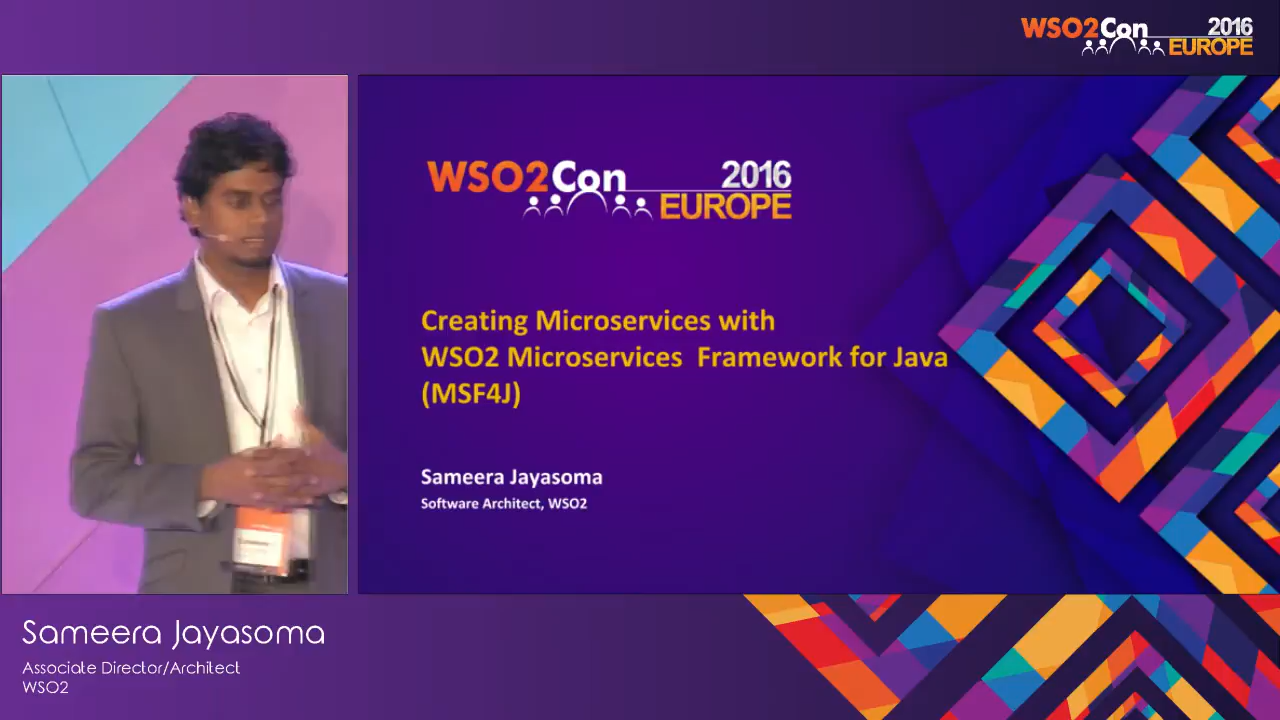 WSO2Con 2016
EUROPE
WSO2Con 2016
EUROPE
Creating Microservices with
WSO2 Microservices Framework for Java
(MSF4J)
Sameera Jayasoma
Software Architect, WSO2
Sameera Jayasoma
Associate Director/Architect
WSO2